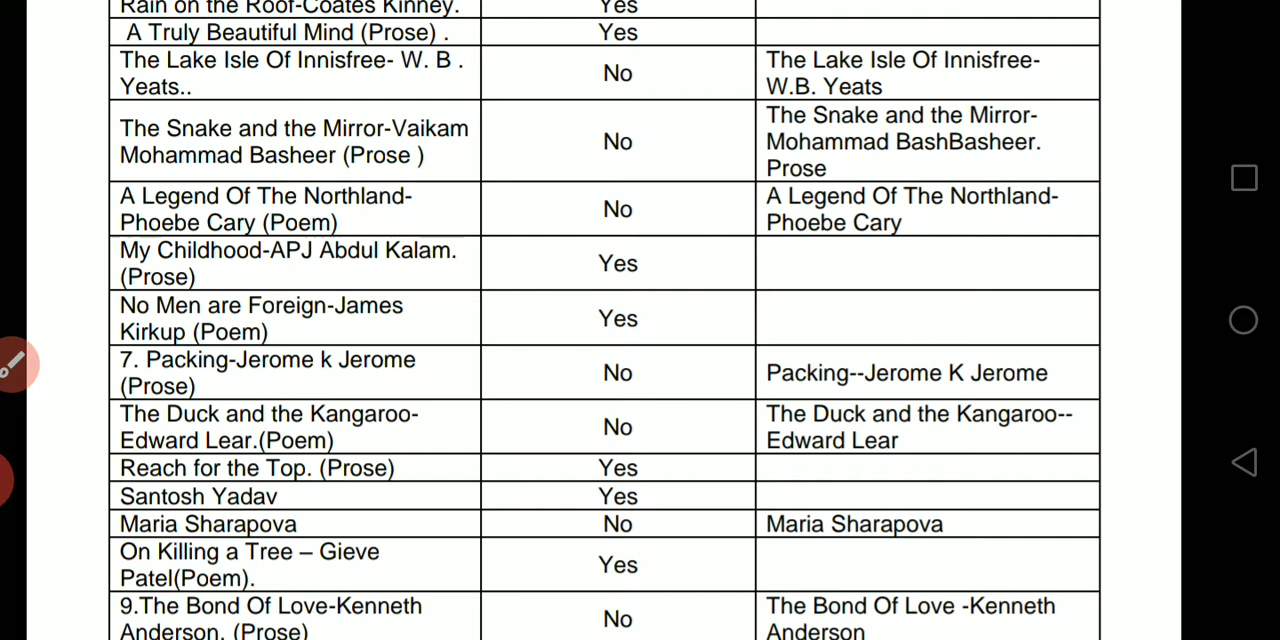 Rain on the Roof-Coates Kinney.
Yes
A Truly Beautiful Mind (Prose) .
Yes
The Lake Isle Of Innisfree- W. B .
Yeats..
No
The Lake Isle Of Innisfree-
W.B. Yeats
The Snake and the Mirror-Vaikam
Mohammad Basheer (Prose )
No
The Snake and the Mirror-
Mohammad BashBasheer.
Prose
A Legend Of The Northland-
Phoebe Cary (Poem)
No
A Legend Of The Northland-
Phoebe Cary
My Childhood-APJ Abdul Kalam.
(Prose)
Yes
No Men are Foreign-James
Kirkup (Poem)
Yes
7. Packing-Jerome k Jerome
(Prose)
No
Packing--Jerome K Jerome
The Duck and the Kangaroo-
Edward Lear.(Poem)
No
The Duck and the Kangaroo--
Edward Lear
Reach for the Top. (Prose)
Yes
Santosh Yadav
Yes
Maria Sharapova
No
Maria Sharapova
On Killing a Tree – Gieve
Patel(Poem).
Yes
9.The Bond Of Love-Kenneth
Anderson. (Prose)
No
The Bond Of Love -Kenneth
Anderson